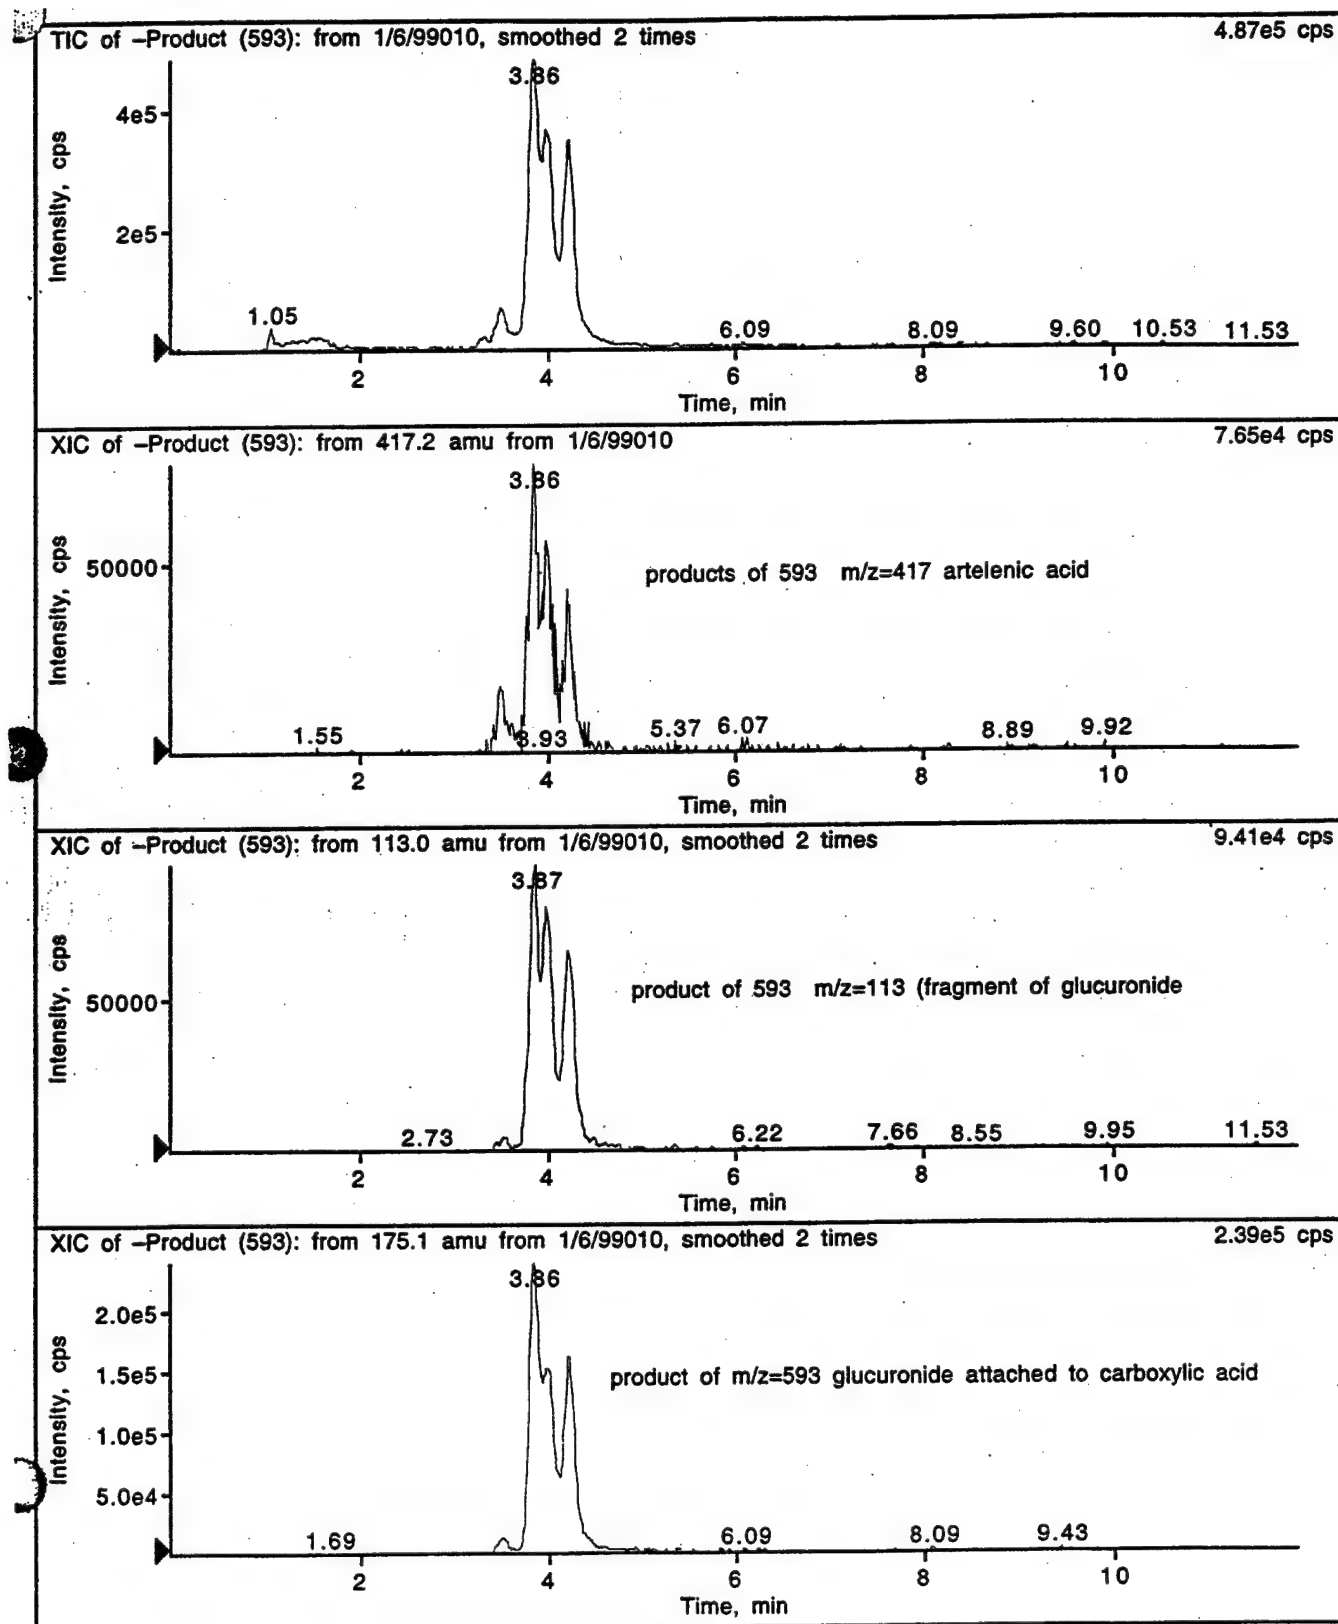 TIC of –Product (593): from 1/6/99010, smoothed 2 times 4.87e5 cps
3.86
4e5
Intensity, cps
2e5
1.05 6.09 8.09 9.60 10.53 11.53
2 4 6 8 10
Time, min
XIC of –Product (593): from 417.2 amu from 1/6/99010 7.65e4 cps
3.86
Intensity, cps
50000
products of 593 m/z=417 artelenic acid
1.55 3.93 5.37 6.07 8.89 9.92
2 4 6 8 10
Time, min
XIC of –Product (593): from 113.0 amu from 1/6/99010, smoothed 2 times 9.41e4 cps
3.87
Intensity, cps
50000
product of 593 m/z=113 (fragment of glucuronide
2.73 6.22 7.66 8.55 9.95 11.53
2 4 6 8 10
Time, min
XIC of –Product (593): from 175.1 amu from 1/6/99010, smoothed 2 times 2.39e5 cps
3.86
2.0e5
Intensity, cps
1.5e5
product of m/z=593 glucuronide attached to carboxylic acid
1.0e5
5.0e4
1.69 6.09 8.09 9.43
2 4 6 8 10
Time, min